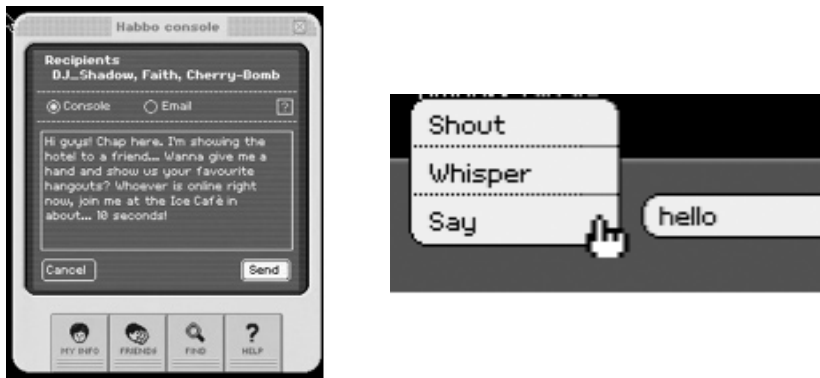 Habbo console
Recipients
DJ_Shadow, Faith, Cherry-Bomb
Console Email ?
Hi guys! Chap here. I'm showing the
hotel to a friend... Wanna give me a
hand and show us your favourite
hangouts? Whoever is online right
now, join me at the Ice Cafè in
about... 10 seconds!
Cancel Send
?
MY INFO FRIENDS FIND HELP
Shout
Whisper
Say
hello